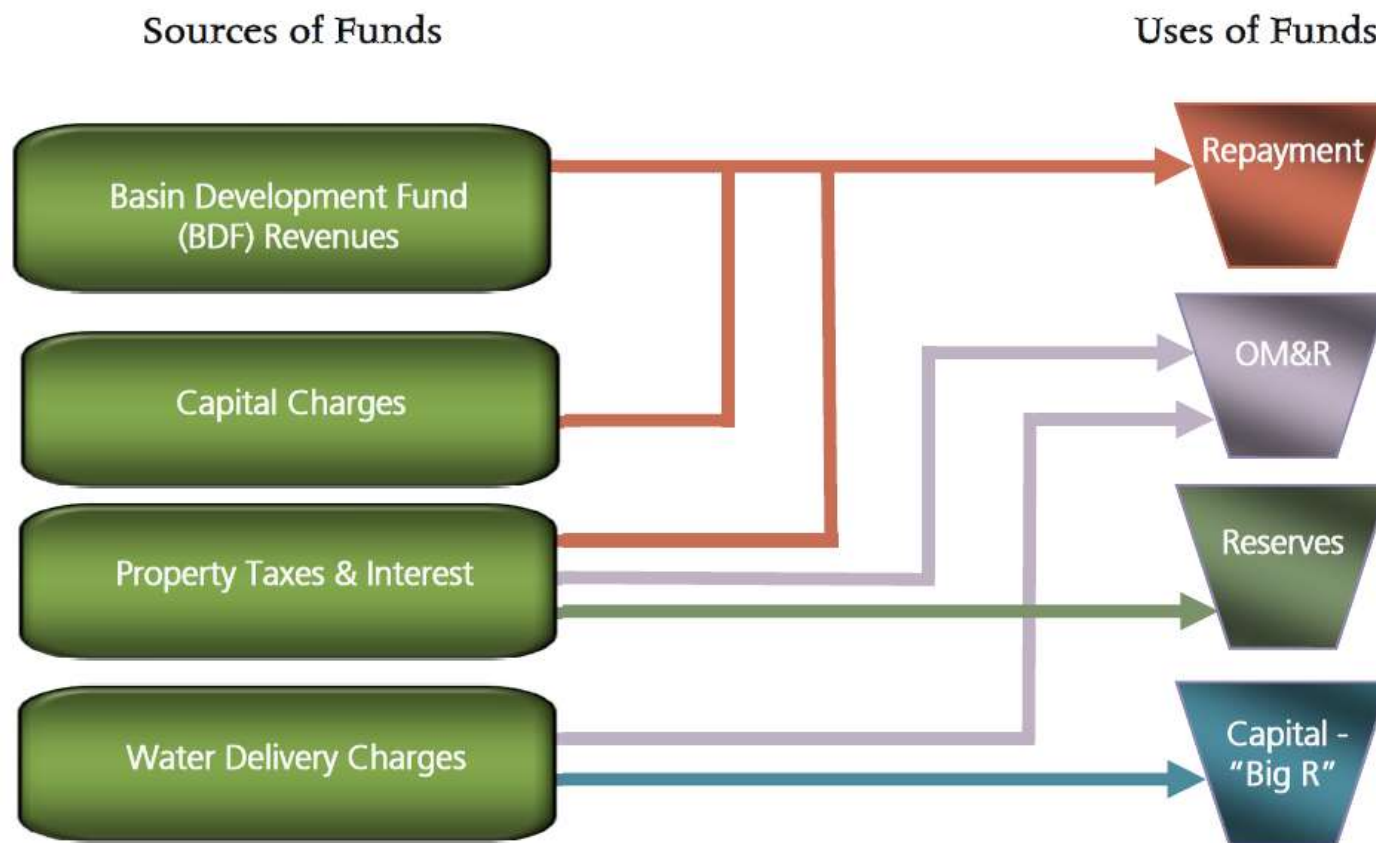 Sources of Funds
Uses of Funds
Basin Development Fund
(BDF) Revenues
Repayment
Capital Charges
OM&R
Property Taxes & Interest
Reserves
Water Delivery Charges
Capital -
"Big R"